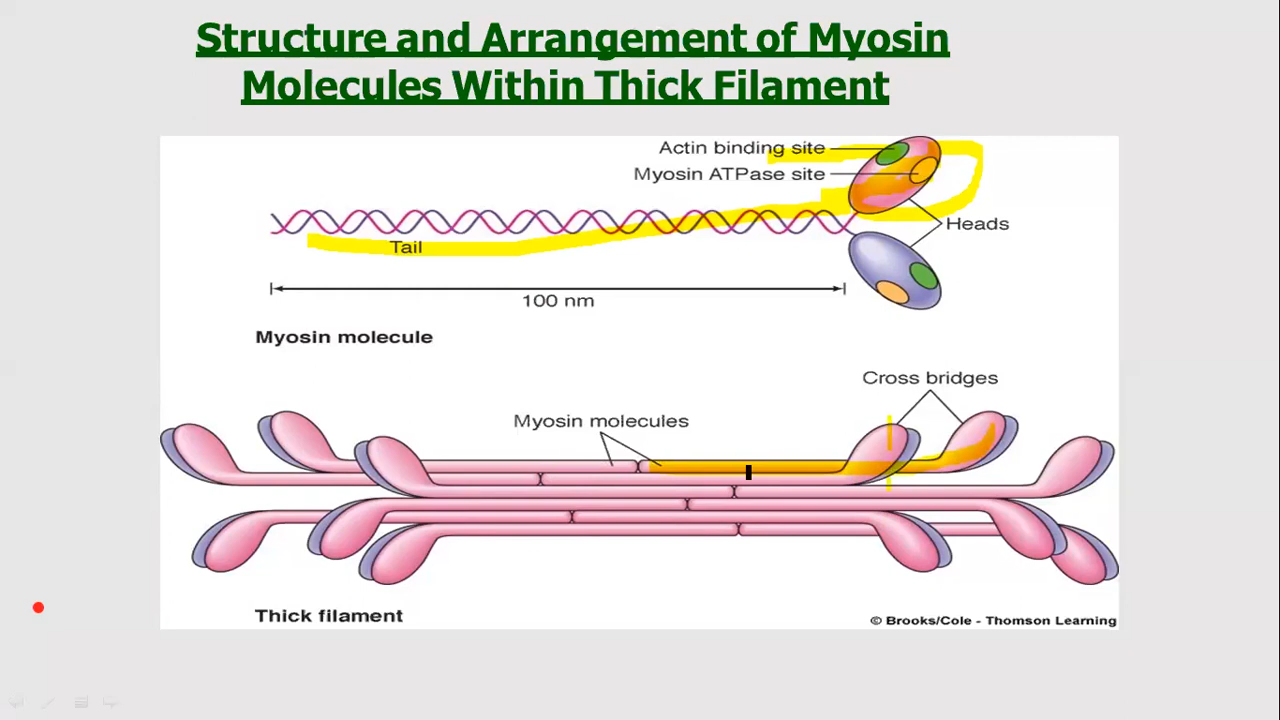 Structure and Arrangement of Myosin
Molecules Within Thick Filament
Actin binding site
Myosin ATPase site
Heads
Tail
100 nm
Myosin molecule
Cross bridges
Myosin molecules
Thick filament
© Brooks/Cole - Thomson Learning